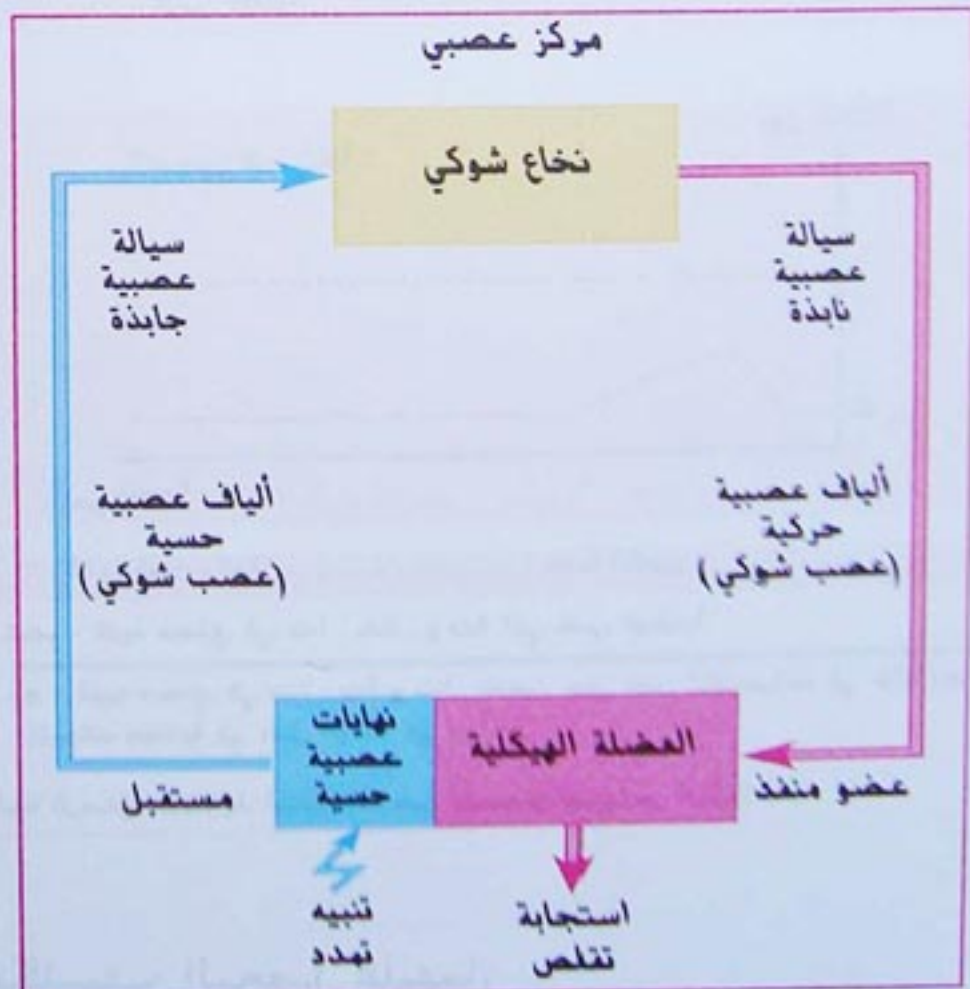 مركز عصبي
نخاع شوكي
سيالة
عصبية
نابذة
سيالة
عصبية
جابذة
ألياف عصبية
حركية
(عصب شوكي)
ألياف عصبية
حسية
(عصب شوكي)
العضلة الهيكلية
نهايات
عصبية
حسية
عضو منفذ
مستقبل
استجابة
تقلص
تنبيه
تمدد